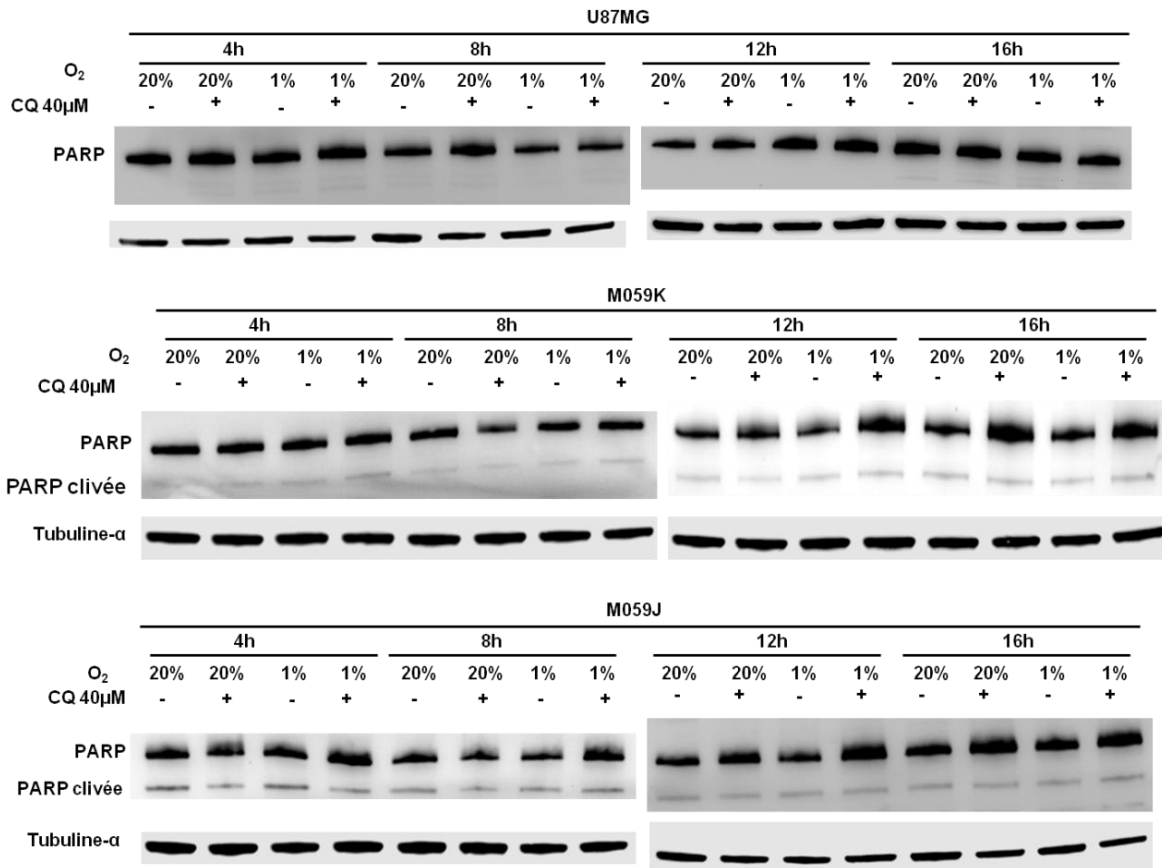 U87MG
4h 8h 12h 16h
O2 20% 20% 1% 1% 20% 20% 1% 1% 20% 20% 1% 1% 20% 20% 1% 1%
CQ 40µM - + - + - + - + - + - + - + - +
PARP
M059K
4h 8h 12h 16h
O2 20% 20% 1% 1% 20% 20% 1% 1% 20% 20% 1% 1% 20% 20% 1% 1%
CQ 40µM - + - + - + - + - + - + - + - +
PARP
PARP clivée
Tubuline-α
M059J
4h 8h 12h 16h
O2 20% 20% 1% 1% 20% 20% 1% 1% 20% 20% 1% 1% 20% 20% 1% 1%
CQ 40µM - + - + - + - + - + - + - + - +
PARP
PARP clivée
Tubuline-α